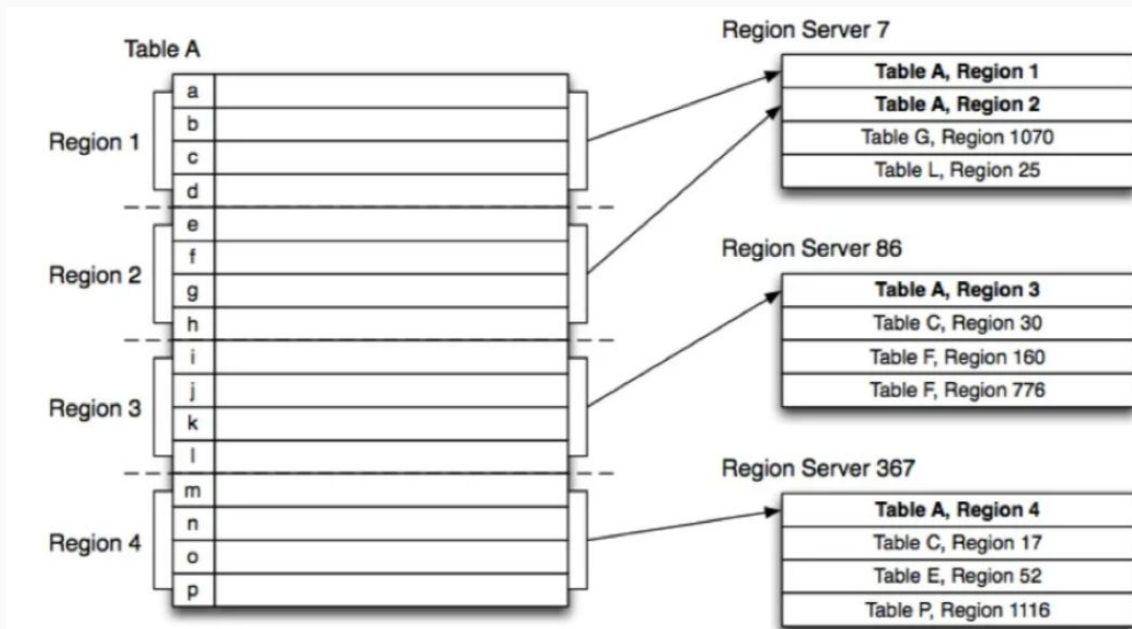 Table A
a
b
c
d
e
f
g
h
i
j
k
l
m
n
o
p
Region 1
Region 2
Region 3
Region 4
Region Server 7
Table A, Region 1
Table A, Region 2
Table G, Region 1070
Table L, Region 25
Region Server 86
Table A, Region 3
Table C, Region 30
Table F, Region 160
Table F, Region 776
Region Server 367
Table A, Region 4
Table C, Region 17
Table E, Region 52
Table P, Region 1116